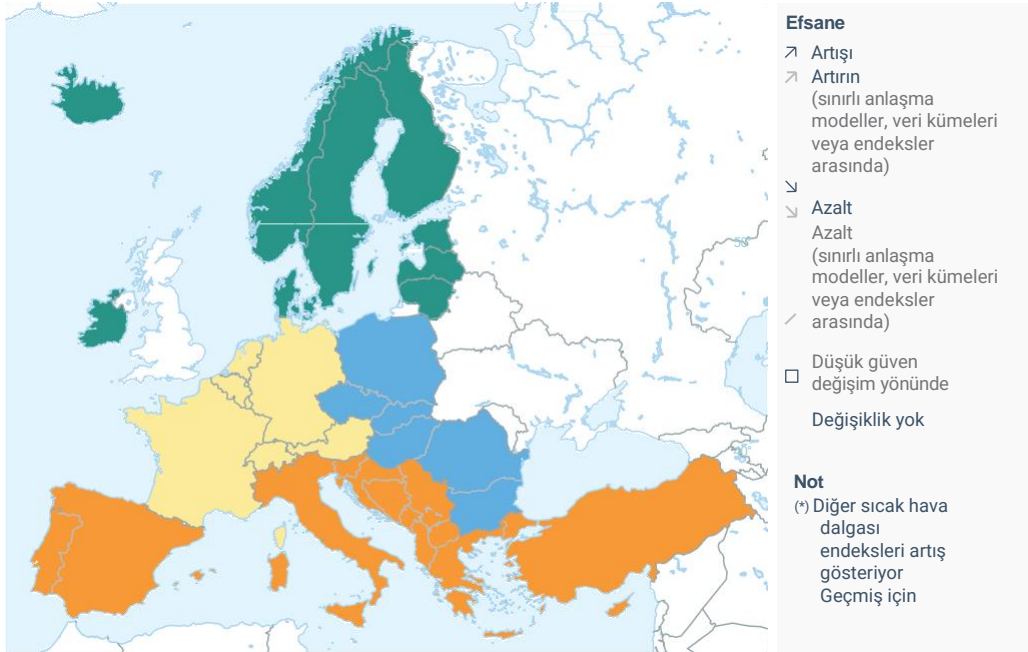 Efsane
Artışı
Artırın
(sınırlı anlaşma
modeller, veri kümeleri
veya endeksler
arasında)
Azalt
Azalt
(sınırlı anlaşma
modeller, veri kümeleri
veya endeksler
arasında)
Düşük güven
değişim yönünde
Değişiklik yok
Not
(*) Diğer sıcak hava
dalgası
endeksleri artış
gösteriyor
Geçmiş için